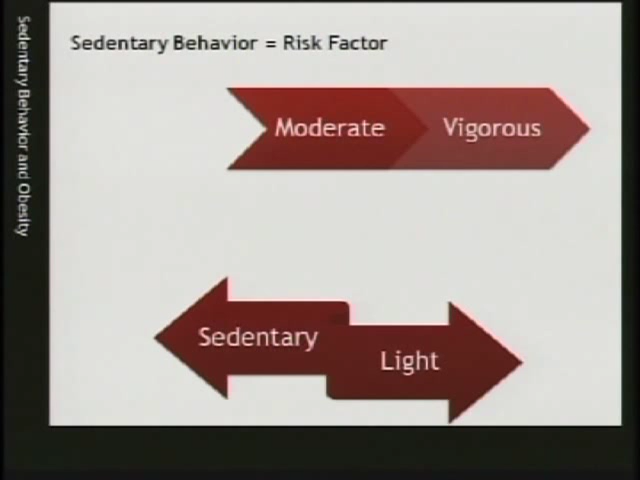 Sedentary Behavior and Obesity
Sedentary Behavior = Risk Factor
Moderate
Vigorous
Sedentary
Light